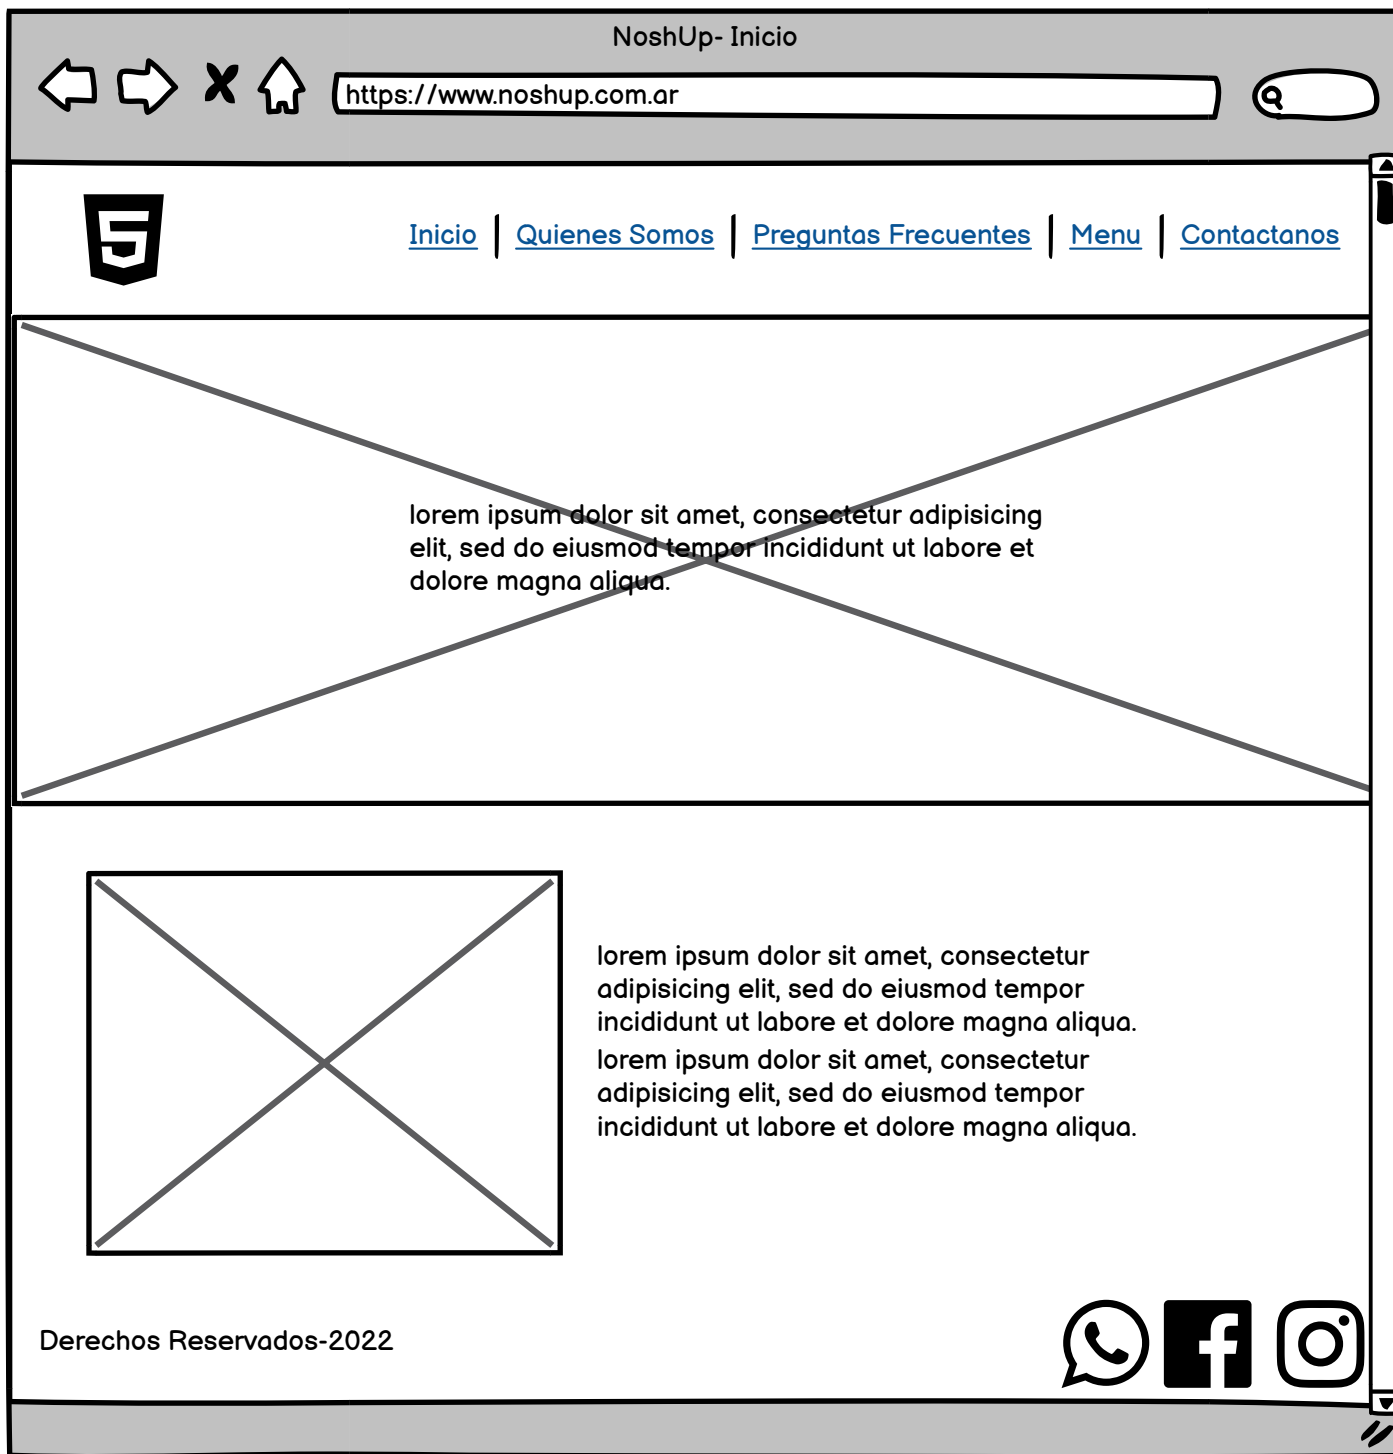 NoshUp- Inicio
https://www.noshup.com.ar
Inicio | Quienes Somos | Preguntas Frecuentes | Menu | Contactanos
lorem ipsum dolor sit amet, consectetur adipisicing
elit, sed do eiusmod tempor incididunt ut labore et
dolore magna aliqua.
lorem ipsum dolor sit amet, consectetur
adipisicing elit, sed do eiusmod tempor
incididunt ut labore et dolore magna aliqua.
lorem ipsum dolor sit amet, consectetur
adipisicing elit, sed do eiusmod tempor
incididunt ut labore et dolore magna aliqua.
Derechos Reservados-2022